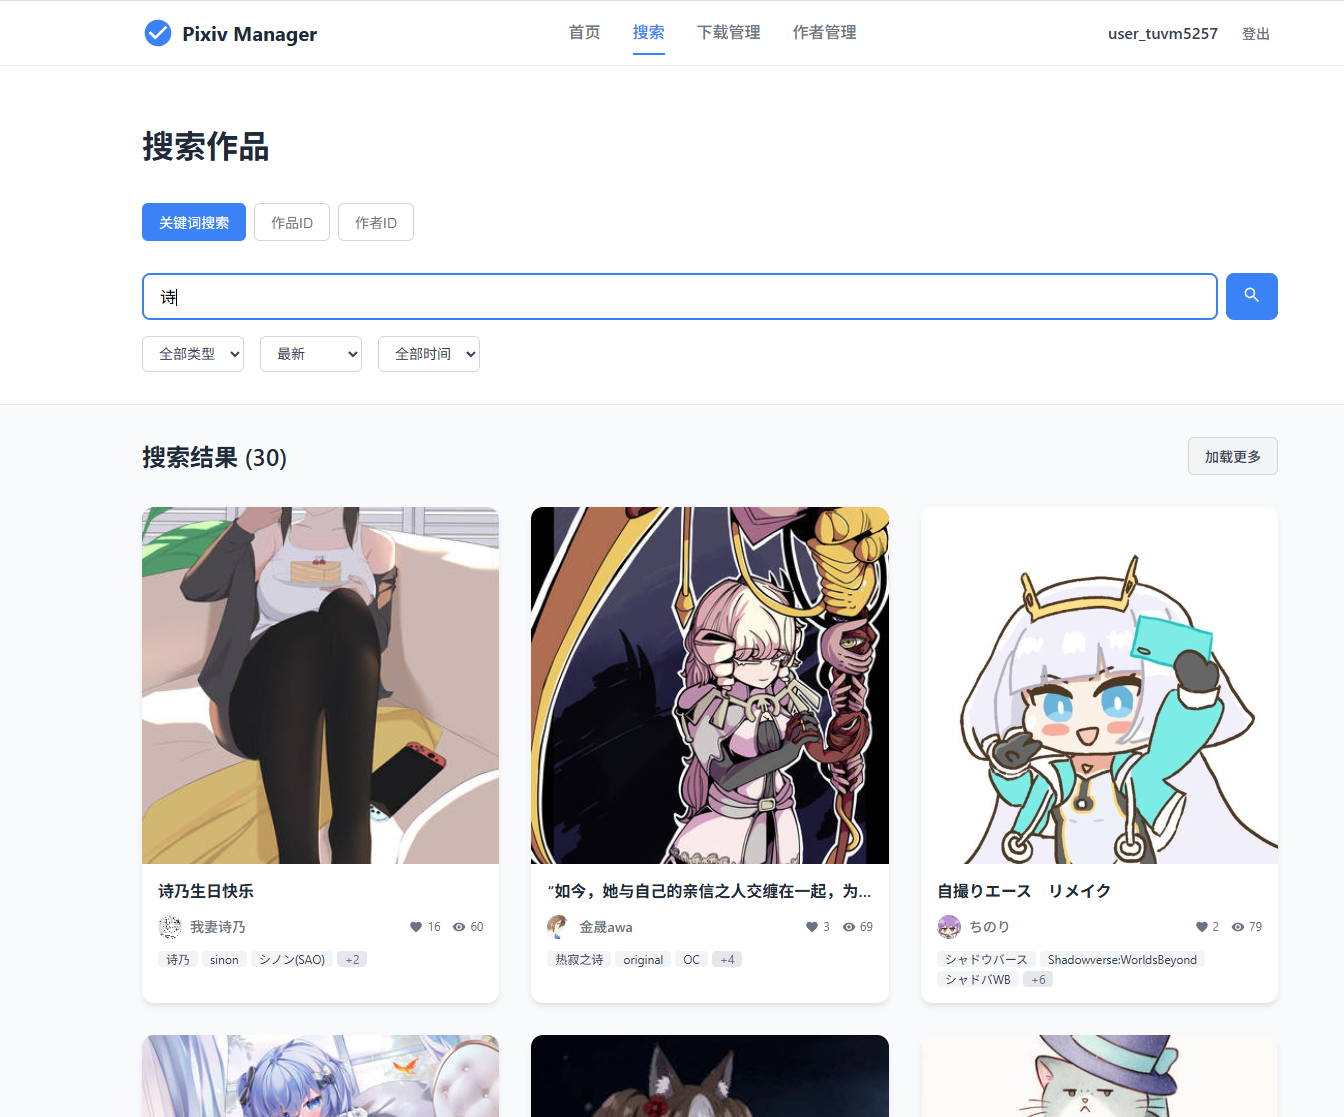 Pixiv Manager
首页 搜索 下载管理 作者管理
user_tuvm5257 登出
搜索作品
关键词搜索 作品ID 作者ID
诗
全部类型 最新 全部时间
搜索结果 (30)
加载更多
诗乃生日快乐
我妻诗乃 16 60
诗乃 sinon シノン(SAO) +2
“如今，她与自己的亲信之人交缠在一起，为...
金晟awa 3 69
热寂之诗 original OC +4
自撮りエース　リメイク
ちのり 2 79
シャドウバース Shadowverse:WorldsBeyond
シャドバWB +6